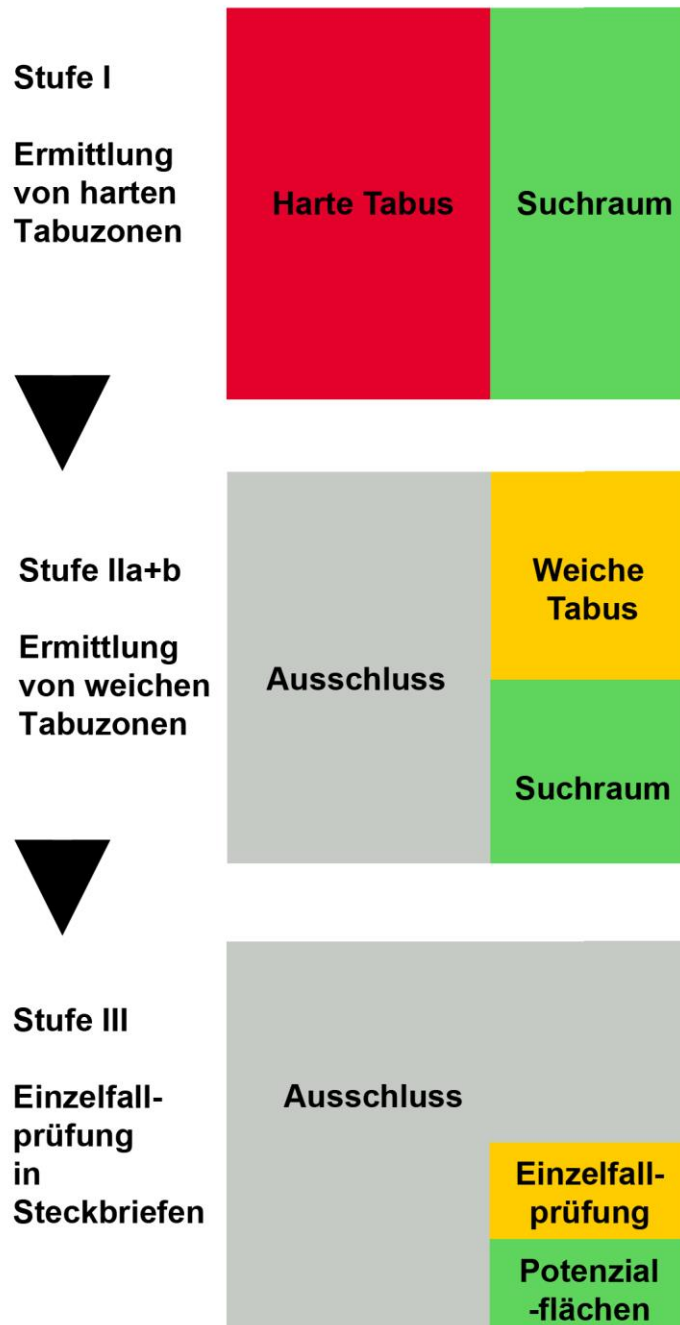 Stufe I
Ermittlung
von harten
Tabuzonen
Harte Tabus
Suchraum
Stufe IIa+b
Ermittlung
von weichen
Tabuzonen
Ausschluss
Weiche
Tabus
Suchraum
Stufe III
Einzelfall-
prüfung
in
Steckbriefen
Ausschluss
Einzelfall-
prüfung
Potenzial
-flächen